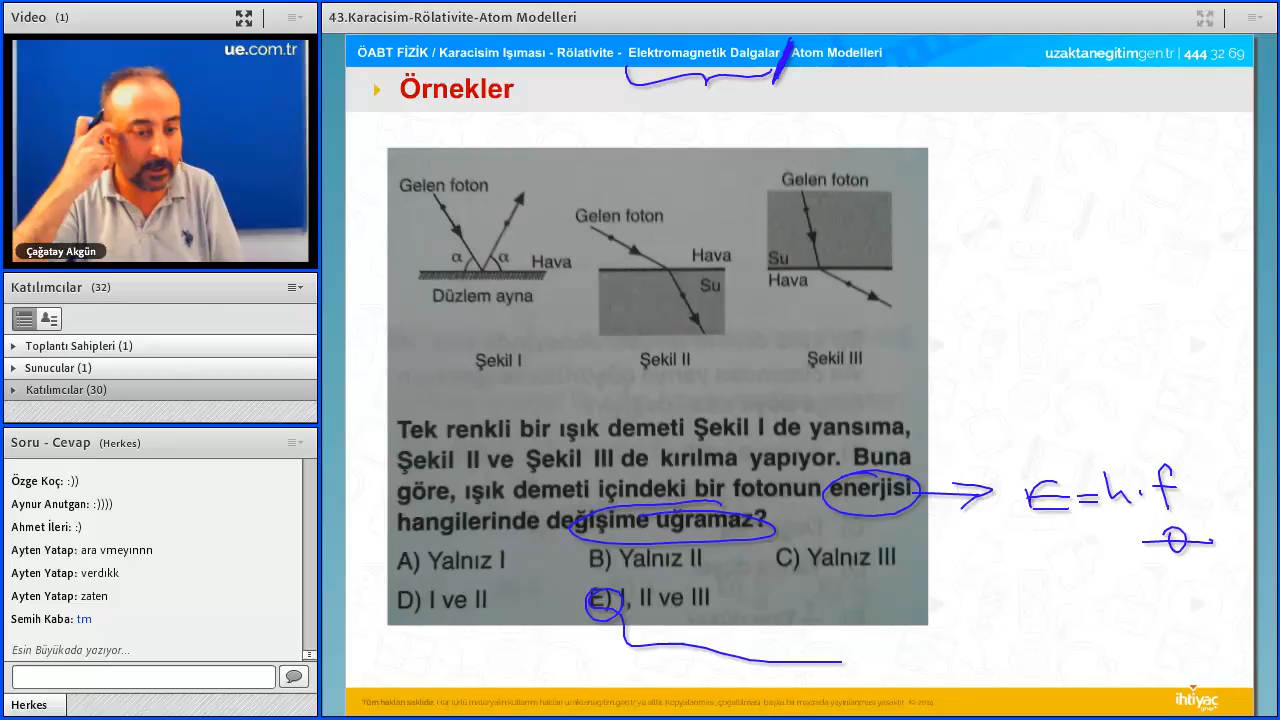 Video (1)
ue.com.tr
Çağatay Akgün
Katılımcılar (32)
Toplantı Sahipleri (1)
Sunucular (1)
Katılımcılar (30)
Soru - Cevap (Herkes)
Özge Koç: :))
Aynur Anutgan: :))))
Ahmet İleri: :)
Ayten Yatap: ara vmeyınnn
Ayten Yatap: verdıkk
Ayten Yatap: zaten
Semih Kaba: tm
Esin Büyükada yazıyor...
Herkes
43.Karacisim-Rölativite-Atom Modelleri
ÖABT FİZİK / Karacisim Işıması - Rölativite - Elektromagnetik Dalgalar Atom Modelleri
uzaktanegitimgen.tr | 444 32 69
Örnekler
Gelen foton
α α Hava
Düzlem ayna
Şekil I
Gelen foton
Hava
Su
Şekil II
Gelen foton
Su
Hava
Şekil III
Tek renkli bir ışık demeti Şekil I de yansıma,
Şekil II ve Şekil III de kırılma yapıyor. Buna
göre, ışık demeti içindeki bir fotonun enerjisi
hangilerinde değişime uğramaz?
A) Yalnız I B) Yalnız II C) Yalnız III
D) I ve II E) I, II ve III
E = h . f
ihtiyaç